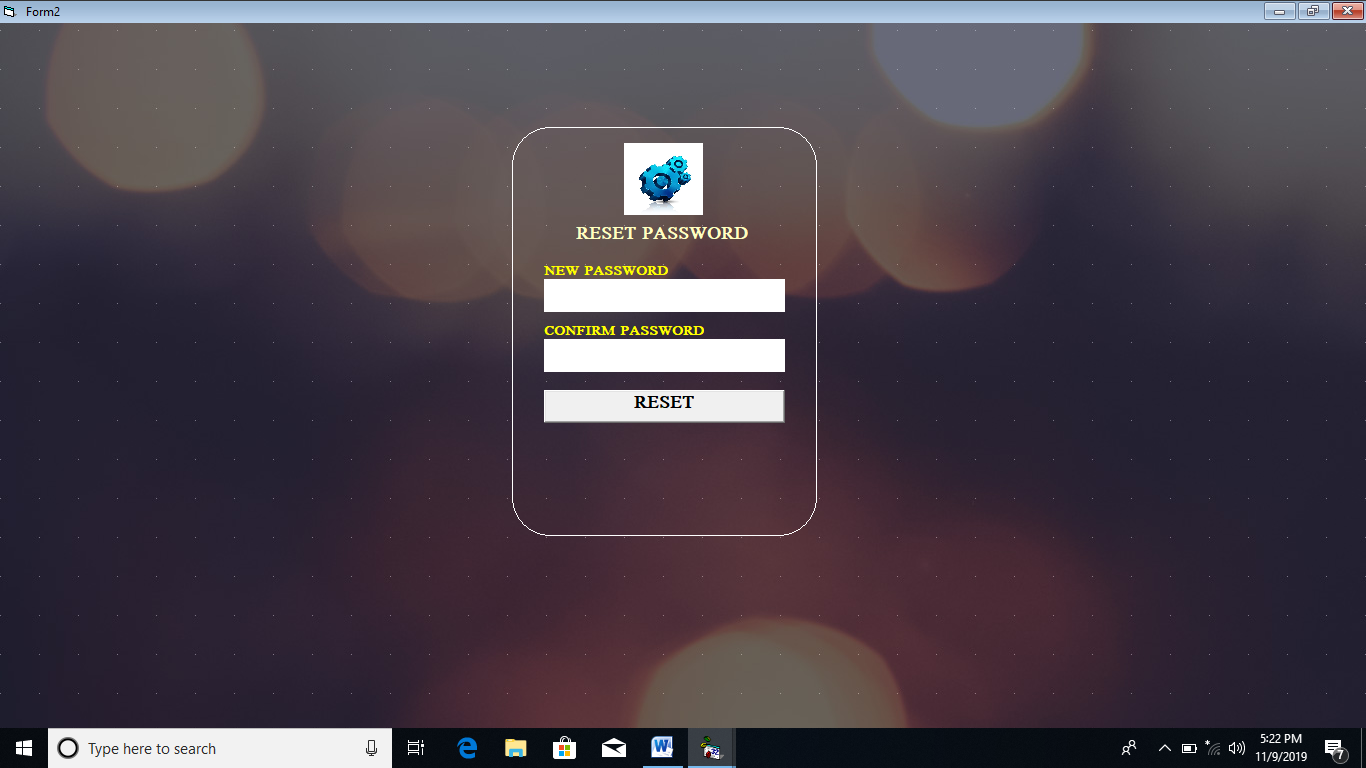 Form2
RESET PASSWORD
NEW PASSWORD
CONFIRM PASSWORD
RESET
Type here to search
5:22 PM
11/9/2019
7